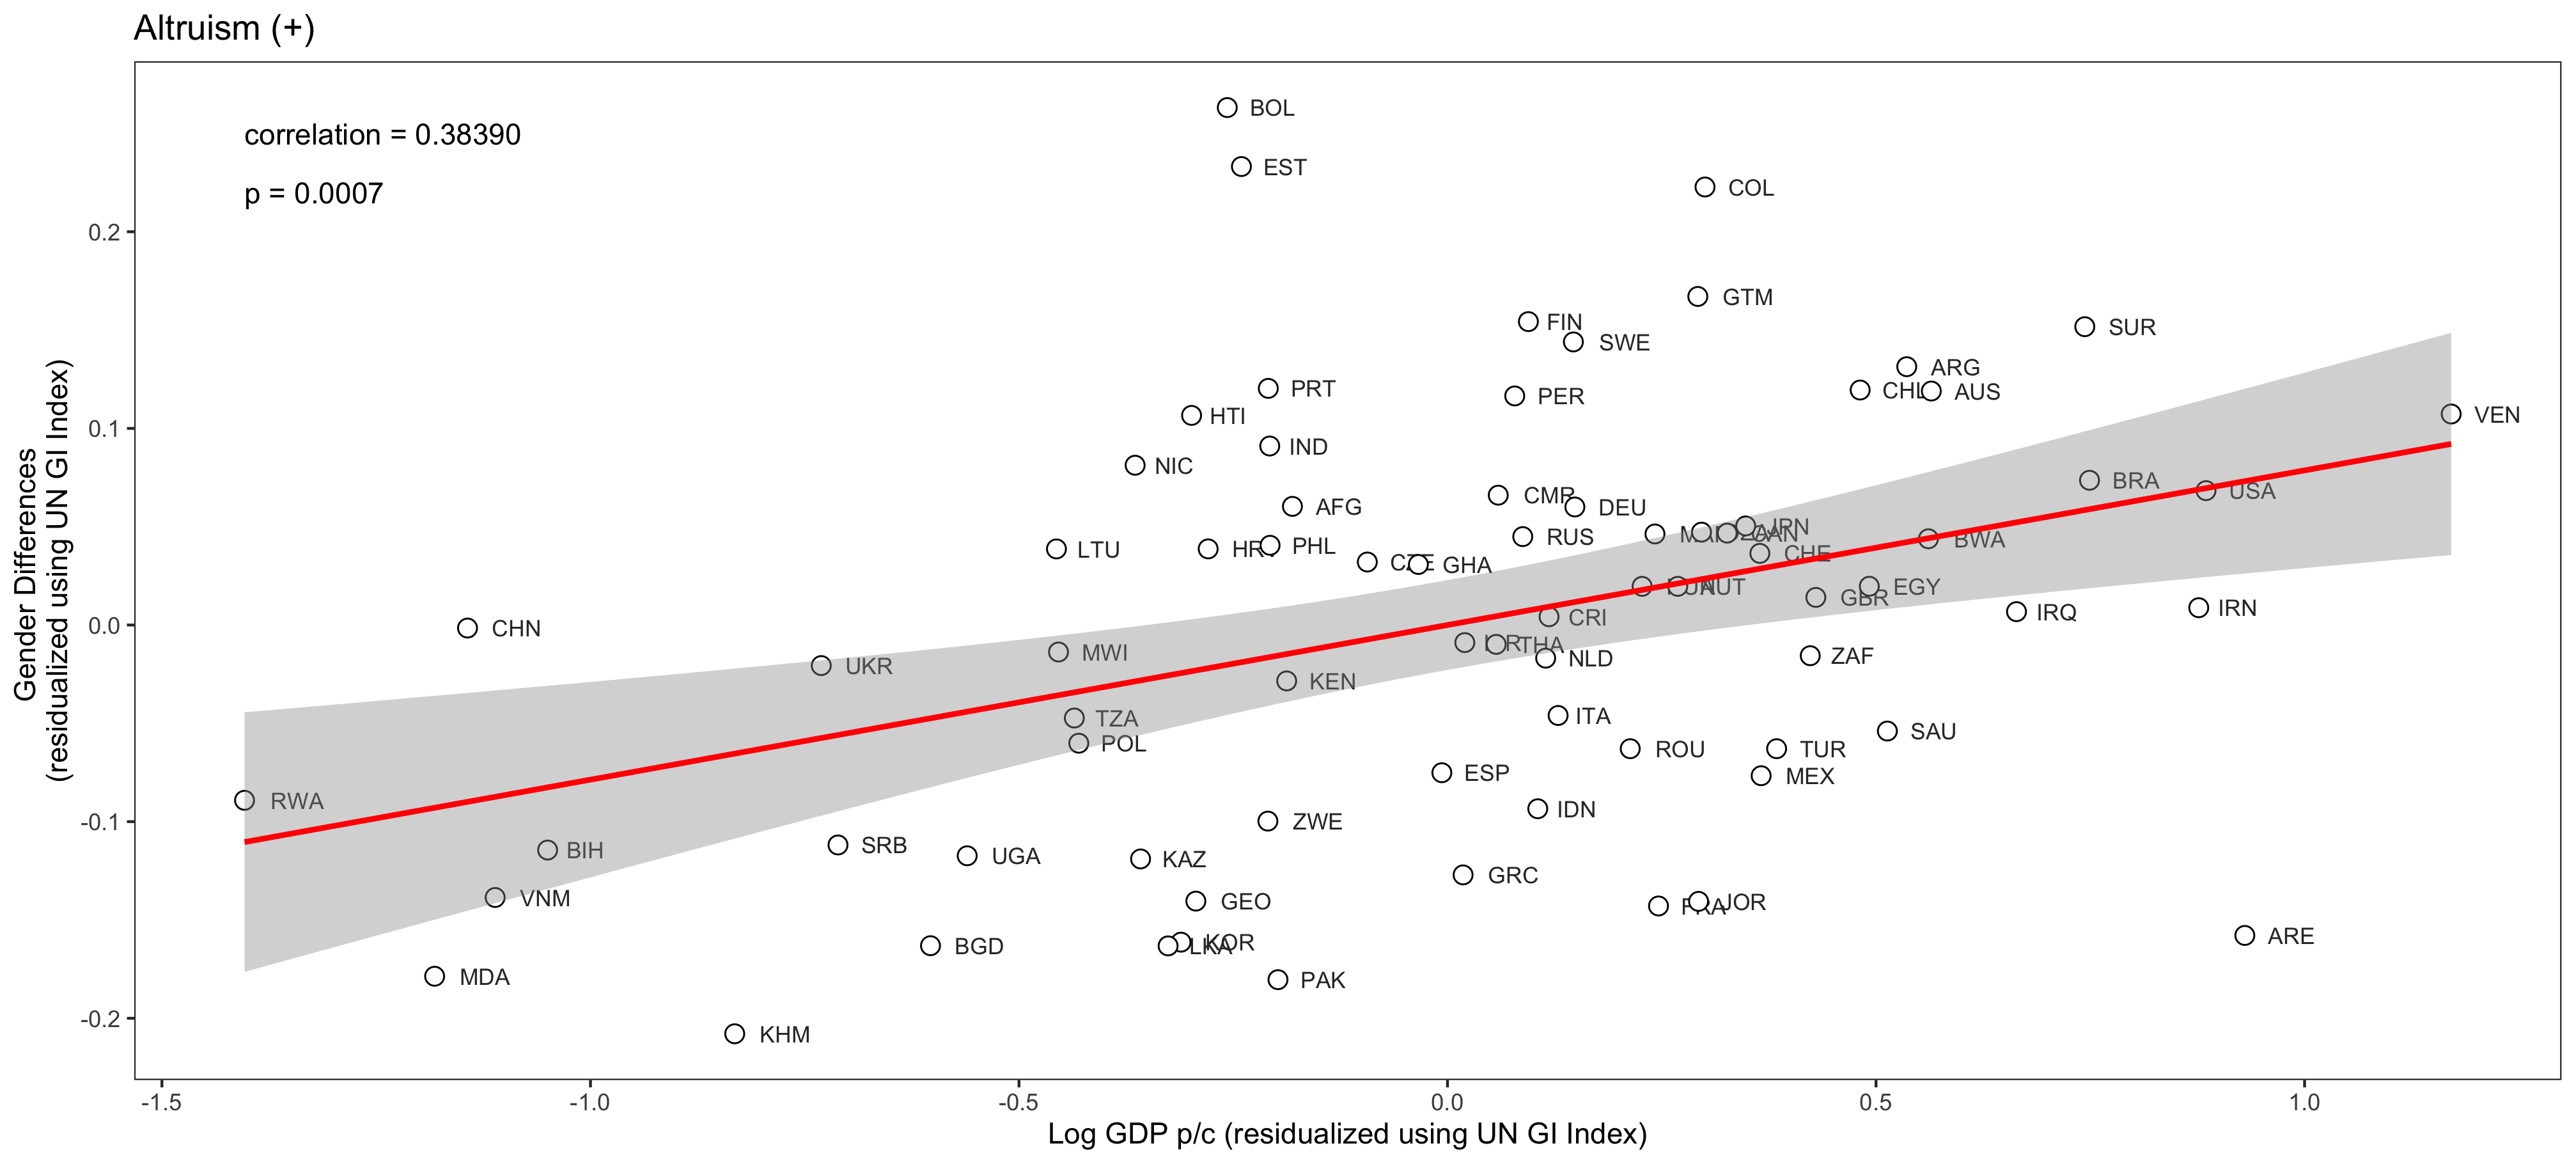 Altruism (+)
correlation = 0.38390
p = 0.0007
BOL
EST
COL
GTM
FIN
SWE
SUR
ARG
CHL
AUS
PRT
PER
HTI
VEN
IND
NIC
BRA
USA
CMR
DEU
AFG
RUS
LTU
PHL
GHA
CHE
BWA
EGY
GBR
CHN
CRI
IRQ
IRN
MWI
THA
NLD
ZAF
UKR
KEN
TZA
ITA
SAU
POL
ROU
TUR
ESP
MEX
RWA
IDN
ZWE
SRB
BIH
UGA
KAZ
GRC
VNM
GEO
JOR
ARE
BGD
KOR
LKA
MDA
PAK
KHM
0.2
0.1
0.0
-0.1
-0.2
Gender Differences
(residualized using UN GI Index)
-1.5
-1.0
-0.5
0.0
0.5
1.0
Log GDP p/c (residualized using UN GI Index)